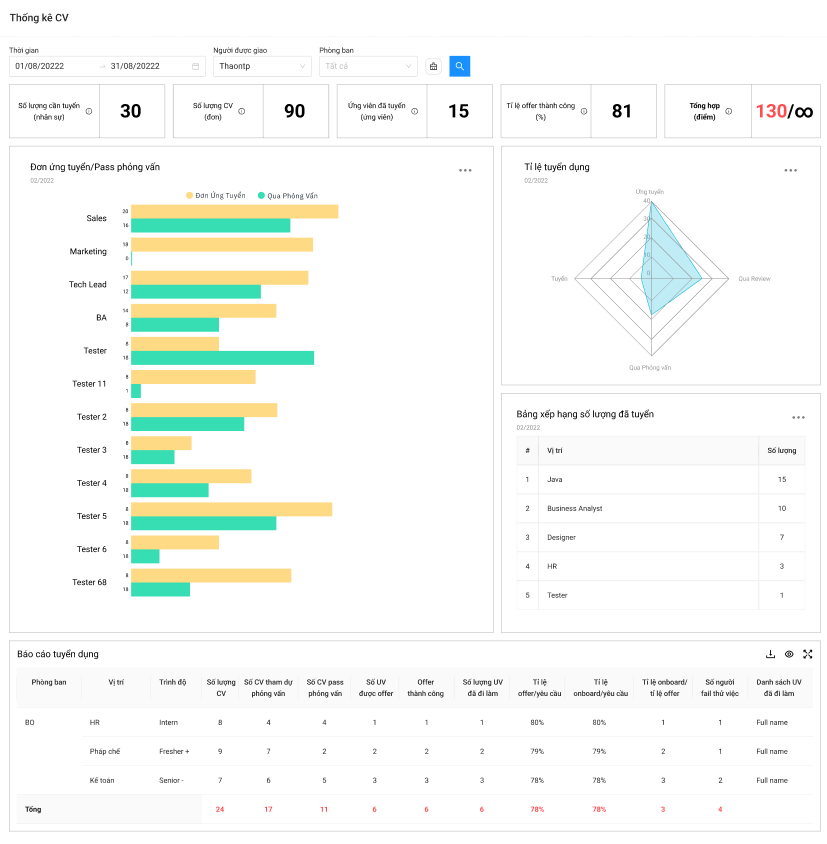 Thống kê CV
Thời gian
Người được giao
Phòng ban
01/08/20222 → 31/08/20222
Thaontp
Tất cả
Số lượng cần tuyển
(nhân sự)
30
Số lượng CV
(đơn)
90
Ứng viên đã tuyển
(ứng viên)
15
Tỉ lệ offer thành công
(%)
81
Tổng hợp
(điểm)
130/∞
Đơn ứng tuyển/Pass phỏng vấn
02/2022
Đơn Ứng Tuyển
Qua Phỏng Vấn
Sales
20
16
Marketing
19
0
Tech Lead
17
12
BA
14
8
Tester
8
18
Tester 11
8
1
Tester 2
8
18
Tester 3
8
18
Tester 4
8
18
Tester 5
8
18
Tester 6
8
18
Tester 68
8
18
Tỉ lệ tuyển dụng
02/2022
Ứng tuyển
40
30
20
10
0
Tuyển
Qua Review
Qua Phỏng vấn
Bảng xếp hạng số lượng đã tuyển
02/2022
# Vị trí Số lượng
1 Java 15
2 Business Analyst 10
3 Designer 7
4 HR 3
5 Tester 1
Báo cáo tuyển dụng
Phòng ban
Vị trí
Trình độ
Số lượng
CV
Số CV tham dự
phỏng vấn
Số CV pass
phỏng vấn
Số UV
được offer
Offer
thành công
Số lượng UV
đã đi làm
Tỉ lệ
offer/yêu cầu
Tỉ lệ
onboard/yêu cầu
Tỉ lệ onboard/
tỉ lệ offer
Số người
fail thử việc
Danh sách UV
đã đi làm
BO HR Intern 8 4 4 1 1 1 80% 80% 1 1 Full name
Pháp chế Fresher + 9 7 2 2 2 2 79% 79% 2 1 Full name
Kế toán Senior - 7 6 5 3 3 3 78% 78% 3 2 Full name
Tổng 24 17 11 6 6 6 78% 78% 3 4